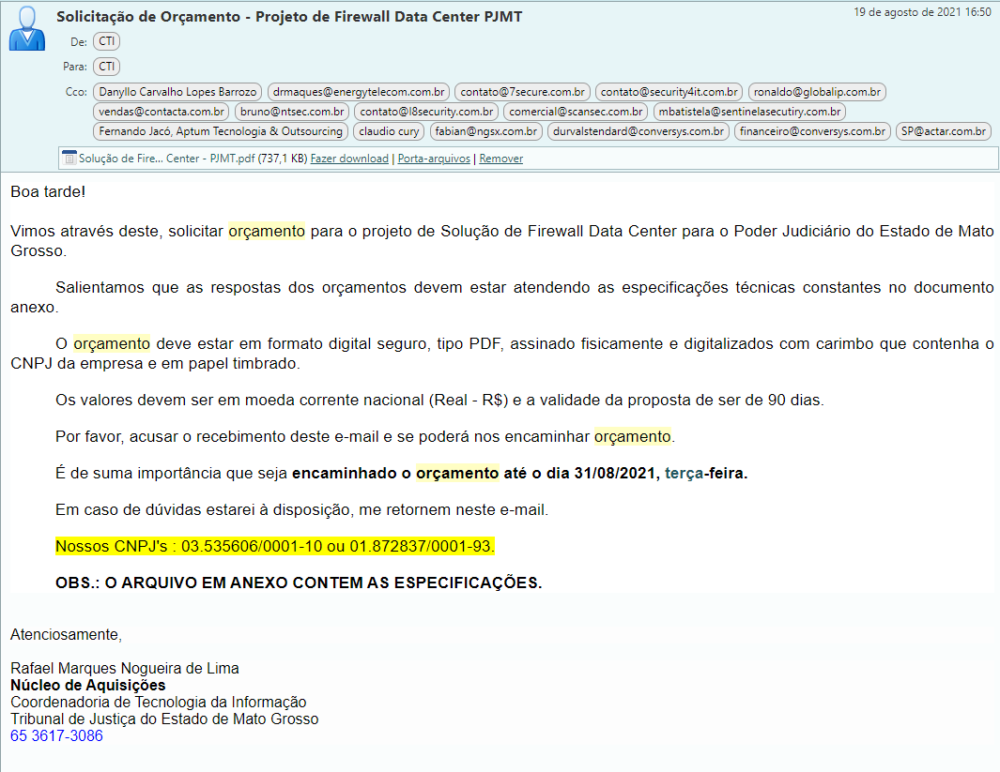 Solicitação de Orçamento - Projeto de Firewall Data Center PJMT
19 de agosto de 2021 16:50
De: CTI
Para: CTI
Cco: Danyllo Carvalho Lopes Barrozo drmaques@energytelecom.com.br contato@7secure.com.br contato@security4it.com.br ronaldo@globalip.com.br
vendas@contacta.com.br bruno@ntsec.com.br contato@l8security.com.br comercial@scansec.com.br mbatistela@sentinelasecutiry.com.br
Fernando Jacó, Aptum Tecnologia & Outsourcing claudio cury fabian@ngsx.com.br durvalstendard@conversys.com.br financeiro@conversys.com.br SP@actar.com.br
Solução de Fire... Center - PJMT.pdf (737,1 KB) Fazer download | Porta-arquivos | Remover
Boa tarde!
Vimos através deste, solicitar orçamento para o projeto de Solução de Firewall Data Center para o Poder Judiciário do Estado de Mato
Grosso.
Salientamos que as respostas dos orçamentos devem estar atendendo as especificações técnicas constantes no documento
anexo.
O orçamento deve estar em formato digital seguro, tipo PDF, assinado fisicamente e digitalizados com carimbo que contenha o
CNPJ da empresa e em papel timbrado.
Os valores devem ser em moeda corrente nacional (Real - R$) e a validade da proposta de ser de 90 dias.
Por favor, acusar o recebimento deste e-mail e se poderá nos encaminhar orçamento.
É de suma importância que seja encaminhado o orçamento até o dia 31/08/2021, terça-feira.
Em caso de dúvidas estarei à disposição, me retornem neste e-mail.
Nossos CNPJ's : 03.535606/0001-10 ou 01.872837/0001-93.
OBS.: O ARQUIVO EM ANEXO CONTEM AS ESPECIFICAÇÕES.
Atenciosamente,
Rafael Marques Nogueira de Lima
Núcleo de Aquisições
Coordenadoria de Tecnologia da Informação
Tribunal de Justiça do Estado de Mato Grosso
65 3617-3086